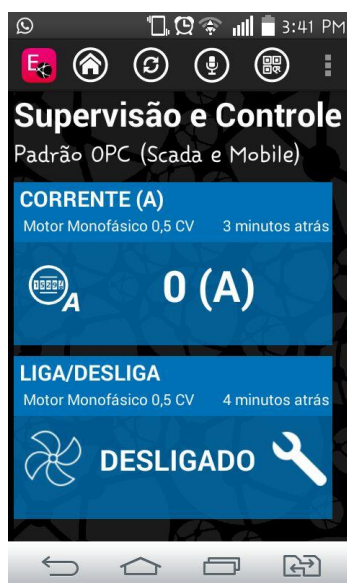 3:41 PM
Supervisão e Controle
Padrão OPC (Scada e Mobile)
CORRENTE (A)
Motor Monofásico 0,5 CV 3 minutos atrás
A
0 (A)
LIGA/DESLIGA
Motor Monofásico 0,5 CV 4 minutos atrás
DESLIGADO